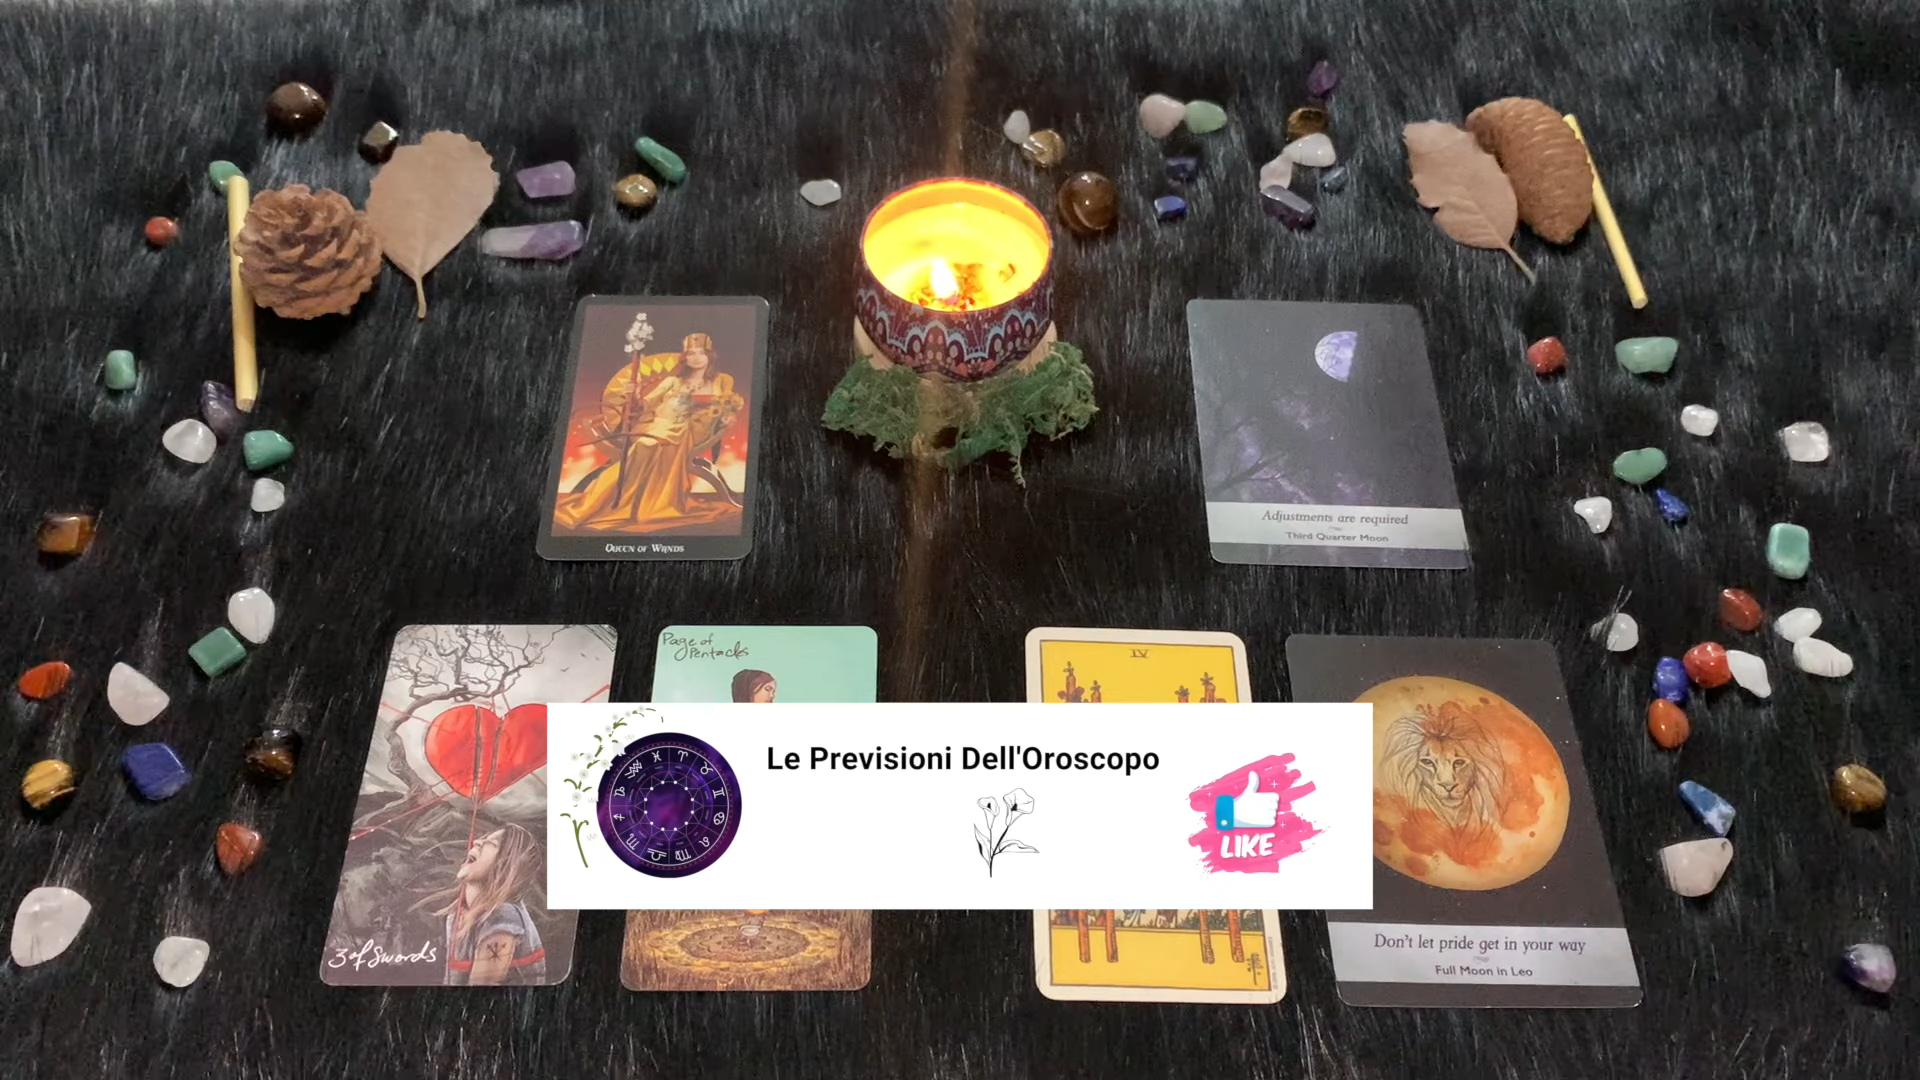 Queen of Wands
Adjustments are required
Third Quarter Moon
Page of
Pentacles
IV
Le Previsioni Dell'Oroscopo
LIKE
3 of Swords
Don't let pride get in your way
Full Moon in Leo